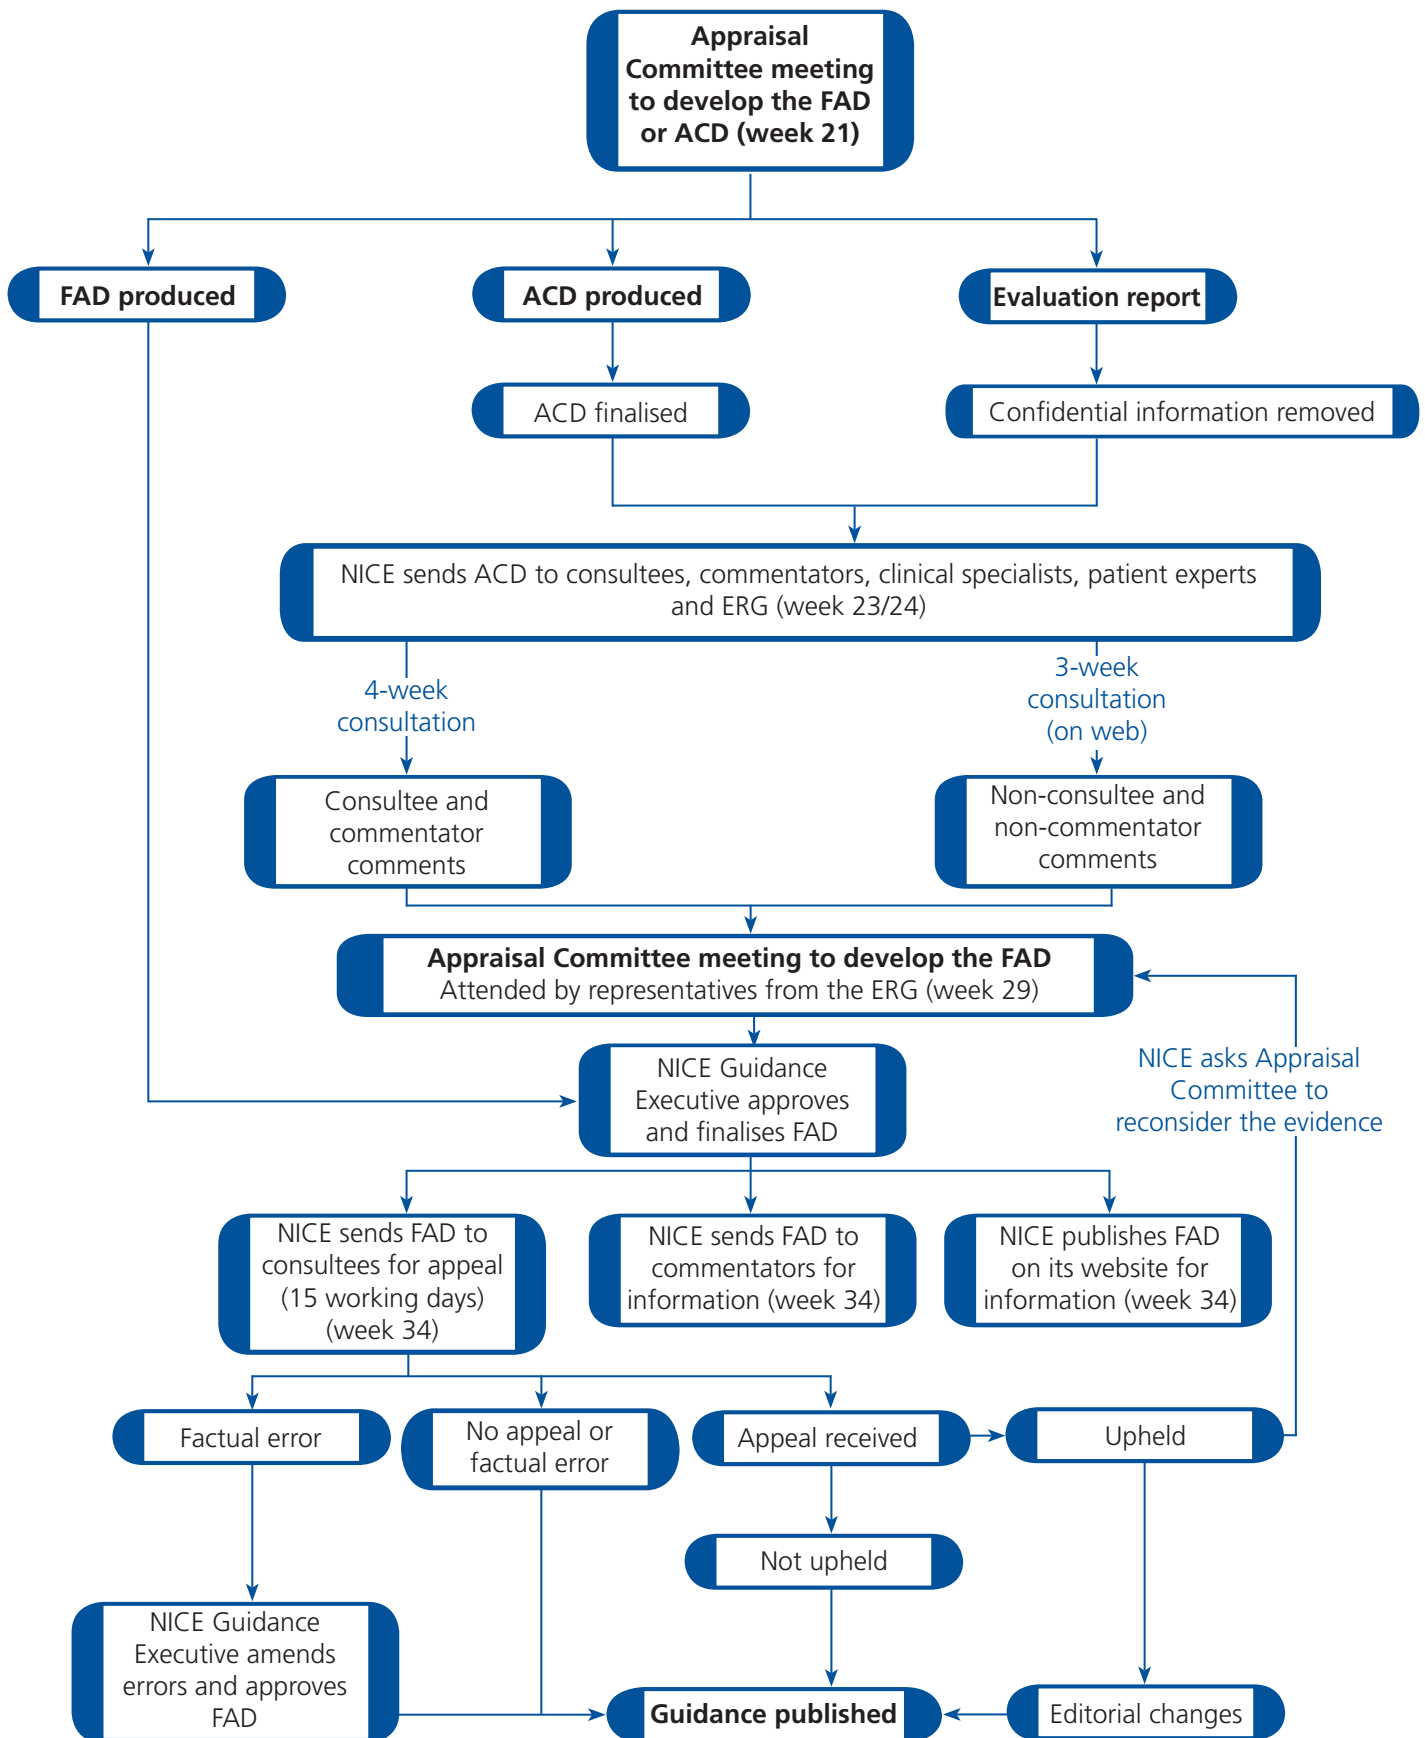 Appraisal
Committee meeting
to develop the FAD
or ACD (week 21)
FAD produced
ACD produced
Evaluation report
ACD finalised
Confidential information removed
NICE sends ACD to consultees, commentators, clinical specialists, patient experts
and ERG (week 23/24)
4-week
consultation
3-week
consultation
(on web)
Consultee and
commentator
comments
Non-consultee and
non-commentator
comments
Appraisal Committee meeting to develop the FAD
Attended by representatives from the ERG (week 29)
NICE Guidance
Executive approves
and finalises FAD
NICE asks Appraisal
Committee to
reconsider the evidence
NICE sends FAD to
consultees for appeal
(15 working days)
(week 34)
NICE sends FAD to
commentators for
information (week 34)
NICE publishes FAD
on its website for
information (week 34)
Factual error
No appeal or
factual error
Appeal received
Upheld
Not upheld
NICE Guidance
Executive amends
errors and approves
FAD
Guidance published
Editorial changes